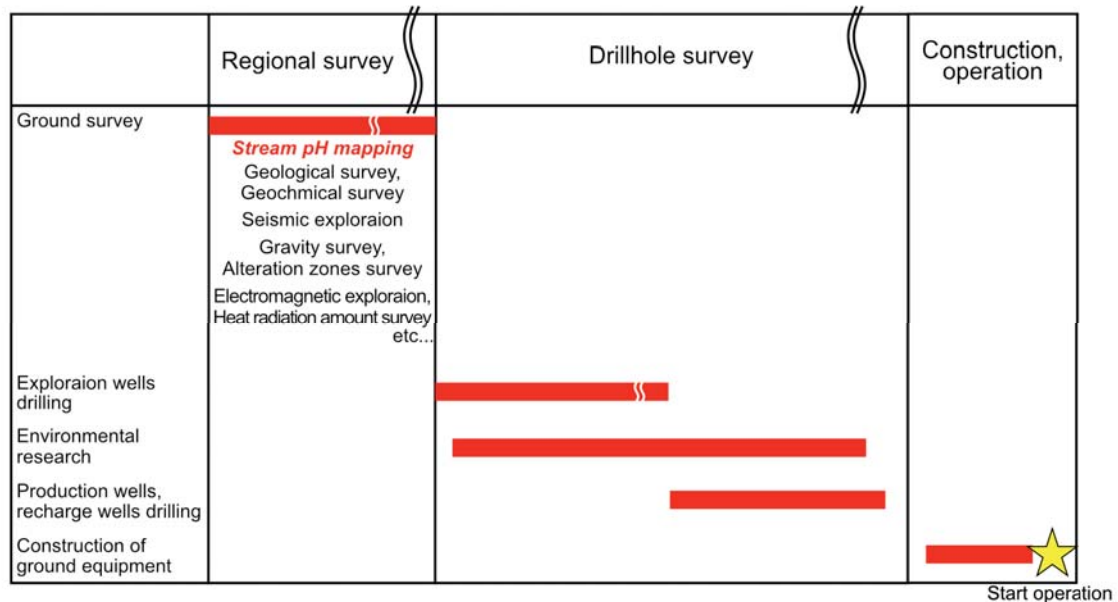 Regional survey
Drillhole survey
Construction,
operation
Ground survey
Stream pH mapping
Geological survey,
Geochmical survey
Seismic exploraion
Gravity survey,
Alteration zones survey
Electromagnetic exploraion,
Heat radiation amount survey
etc...
Exploraion wells
drilling
Environmental
research
Production wells,
recharge wells drilling
Construction of
ground equipment
Start operation